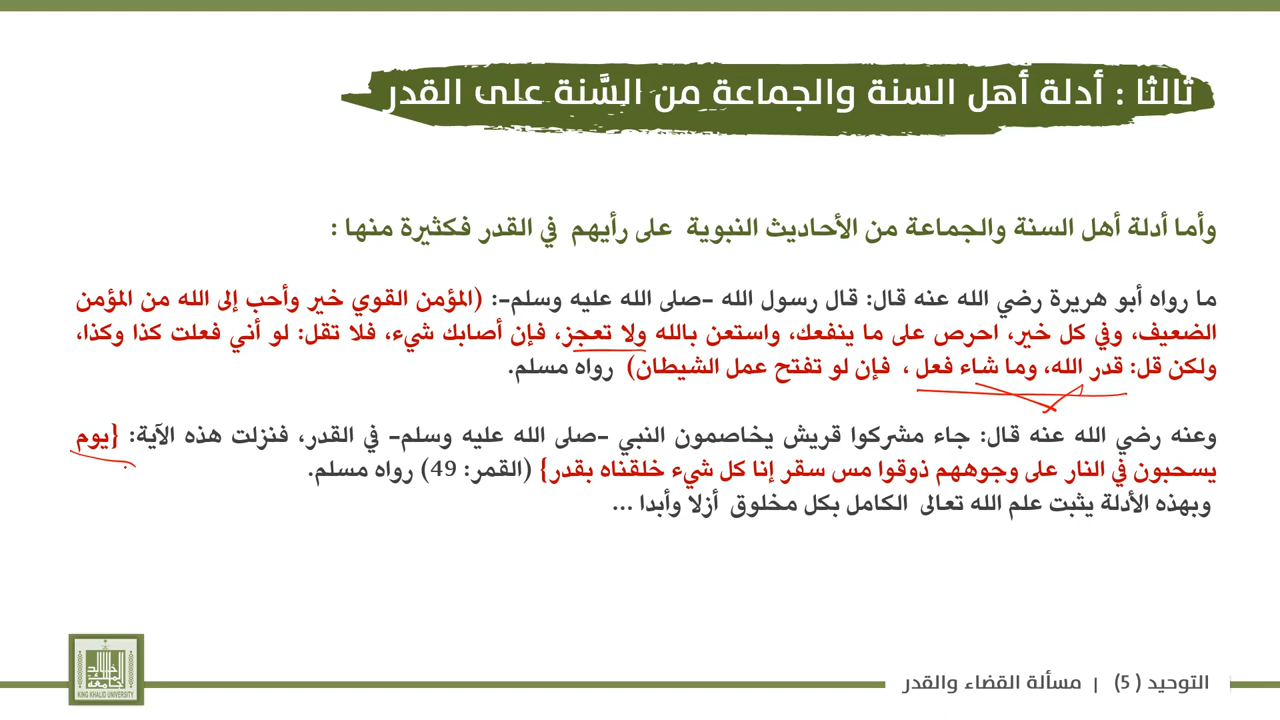 ثالثا : أدلة أهل السنة والجماعة من السَّنة على القدر
وأما أدلة أهل السنة والجماعة من الأحاديث النبوية على رأيهم في القدر فكثيرة منها :
ما رواه أبو هريرة رضي الله عنه قال: قال رسول الله –صلى الله عليه وسلم–: (المؤمن القوي خير وأحب إلى الله من المؤمن
الضعيف، وفي كل خير، احرص على ما ينفعك، واستعن بالله ولا تعجز، فإن أصابك شيء، فلا تقل: لو أني فعلت كذا وكذا،
ولكن قل: قدر الله، وما شاء فعل ، فإن لو تفتح عمل الشيطان) رواه مسلم.
وعنه رضي الله عنه قال: جاء مشركوا قريش يخاصمون النبي –صلى الله عليه وسلم– في القدر، فنزلت هذه الآية: {يوم
يسحبون في النار على وجوههم ذوقوا مس سقر إنا كل شيء خلقناه بقدر} (القمر: 49) رواه مسلم.
وبهذه الأدلة يثبت علم الله تعالى الكامل بكل مخلوق أزلا وأبدا ...
التوحيد ( 5) | مسألة القضاء والقدر
جامعة الملك خالد
KING KHALID UNIVERSITY